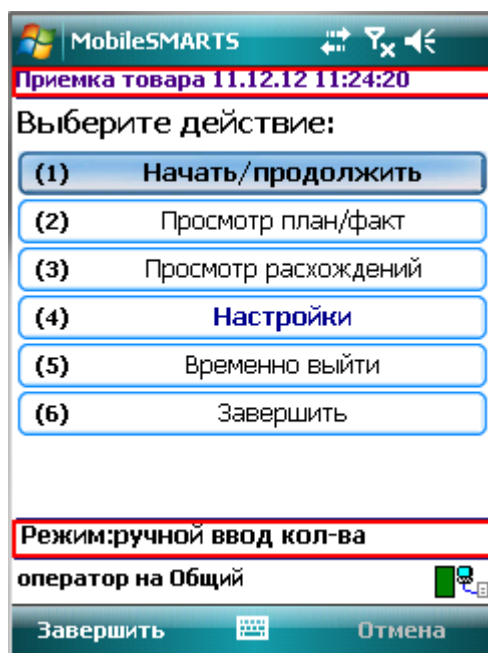 MobileSMARTS
Приемка товара 11.12.12 11:24:20
Выберите действие:
(1) Начать/продолжить
(2) Просмотр план/факт
(3) Просмотр расхождений
(4) Настройки
(5) Временно выйти
(6) Завершить
Режим:ручной ввод кол-ва
оператор на Общий
Завершить Отмена